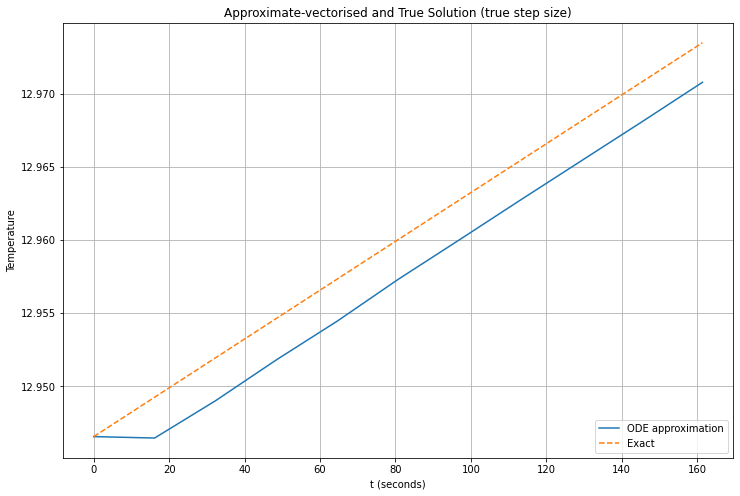 Approximate-vectorised and True Solution (true step size)
Temperature
12.970
12.965
12.960
12.955
12.950
0 20 40 60 80 100 120 140 160
t (seconds)
ODE approximation
Exact